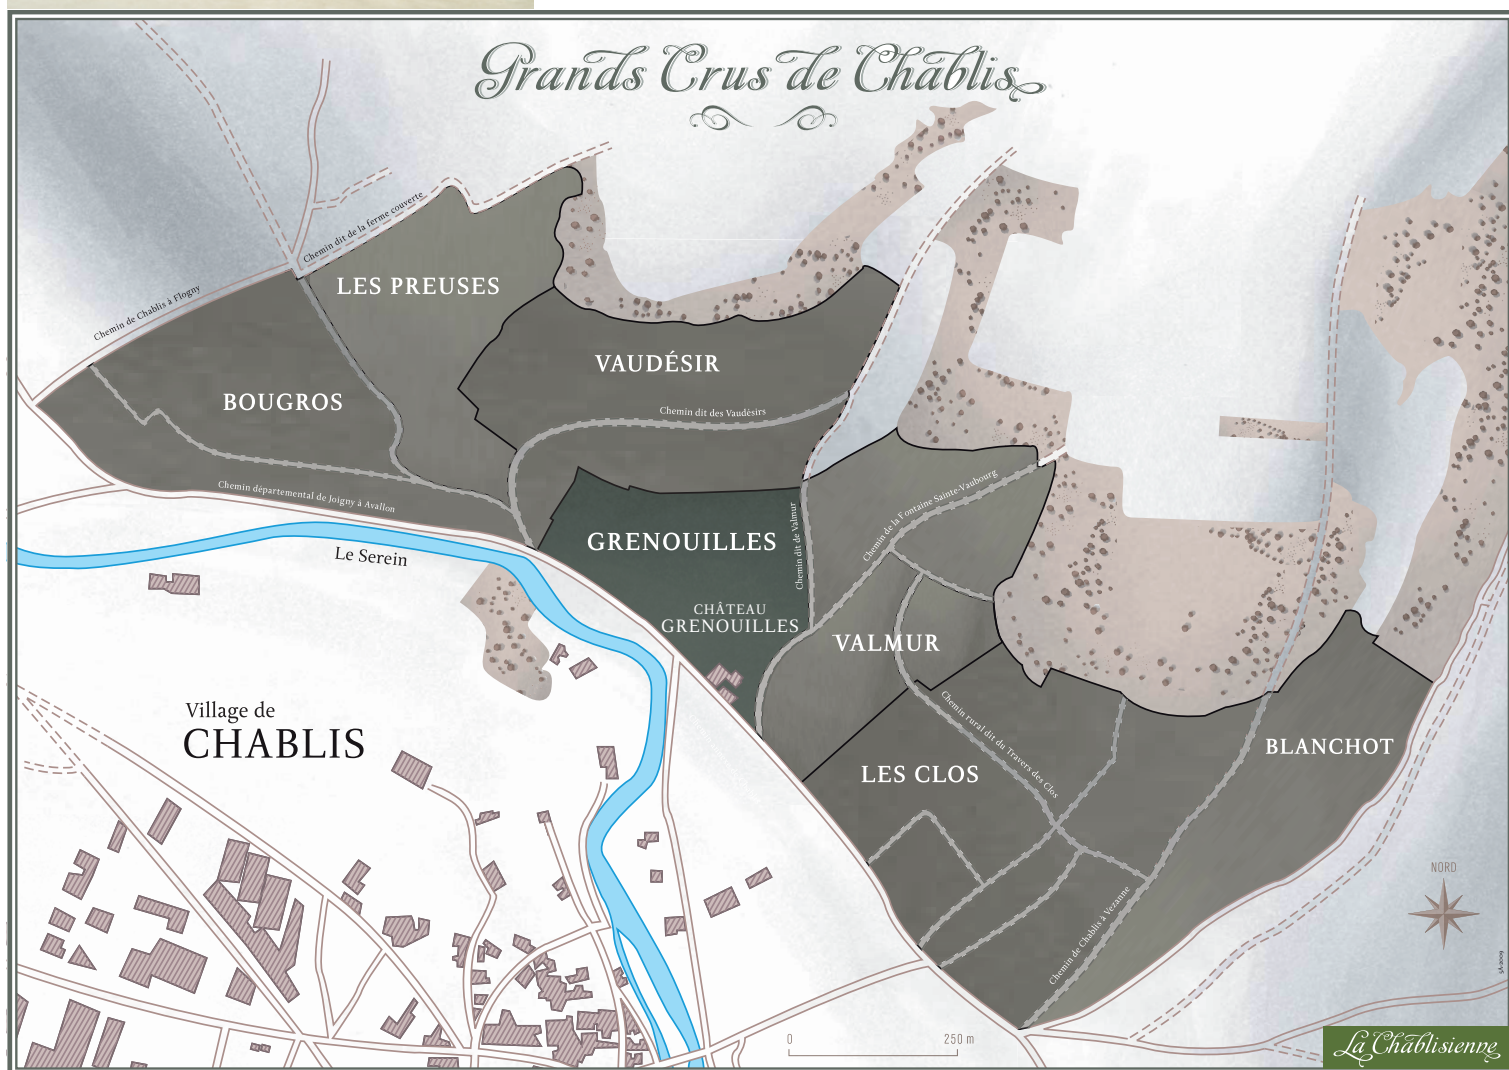 Grands Crus de Chablis
Chemin dit de la ferme couverte
LES PREUSES
Chemin de Chablis à Flogny
VAUDÉSIR
BOUGROS
Chemin dit des Vaudésirs
Chemin départemental de Joigny à Avallon
Chemin de la Fontaine Sainte-Vaubourg
GRENOUILLES
Chemin dit de Valmur
Le Serein
CHÂTEAU
GRENOUILLES
VALMUR
Village de
CHABLIS
Chemin rural dit du Travers des Clos
BLANCHOT
LES CLOS
NORD
Chemin de Chablis à Vezanne
0
250 m
La Chablisienne